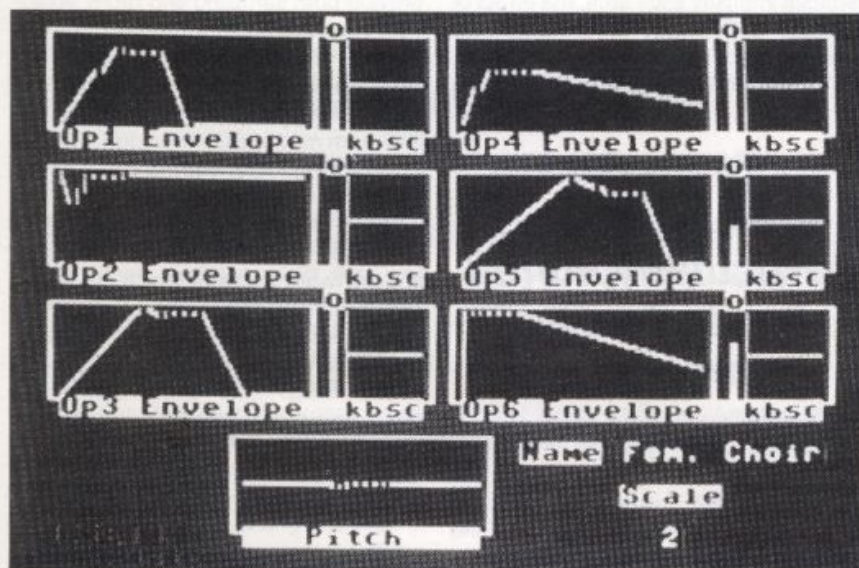 o o
Op1 Envelope kbsc Op4 Envelope kbsc
o
Op2 Envelope kbsc Op5 Envelope kbsc
o o
Op3 Envelope kbsc Op6 Envelope kbsc
Name Fem. Choir
Scale
Pitch 2